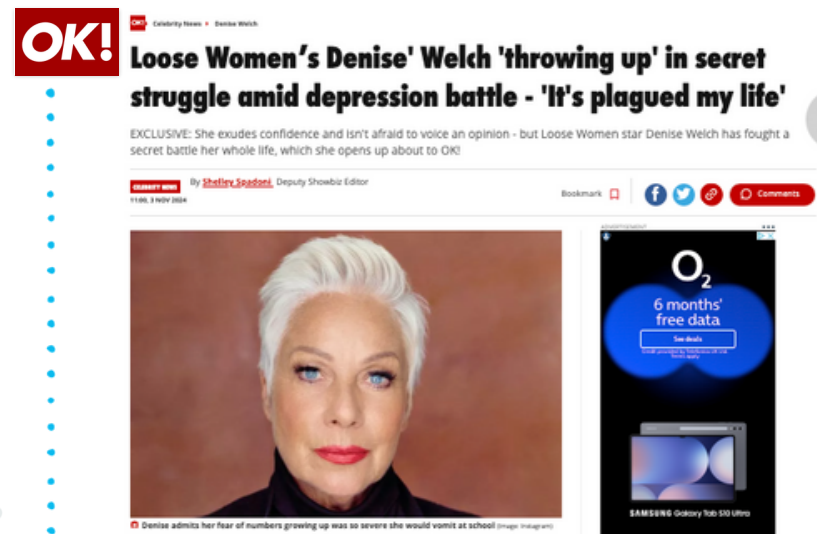 OK!
OK! Celebrity News Denise Welch
Loose Women's Denise' Welch 'throwing up' in secret
struggle amid depression battle - 'It's plagued my life'
EXCLUSIVE: She exudes confidence and isn't afraid to voice an opinion - but Loose Women star Denise Welch has fought a
secret battle her whole life, which she opens up about to OK!
CELEBRITY NEWS By Shelley Spadoni, Deputy Showbiz Editor
11:00, 3 NOV 2024
Bookmark
Comments
ADVERTISEMENT
O2
6 months'
free data
See deals
SAMSUNG Galaxy Tab S10 Ultra
Denise admits her fear of numbers growing up was so severe she would vomit at school (Image: Instagram)